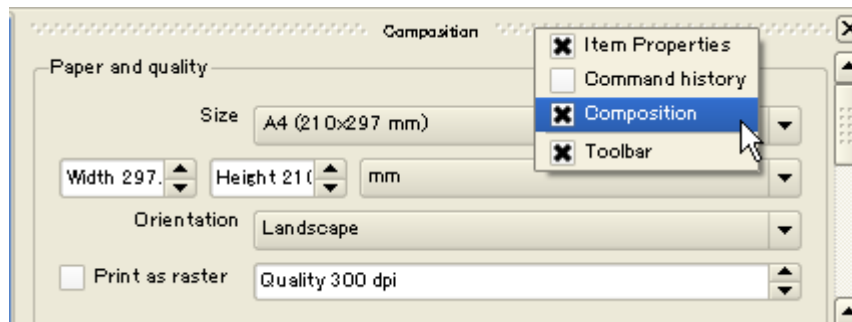 Composition
Item Properties
Command history
Composition
Toolbar
Paper and quality
Size A4 (210x297 mm)
Width 297. Height 21( mm
Orientation Landscape
Print as raster Quality 300 dpi